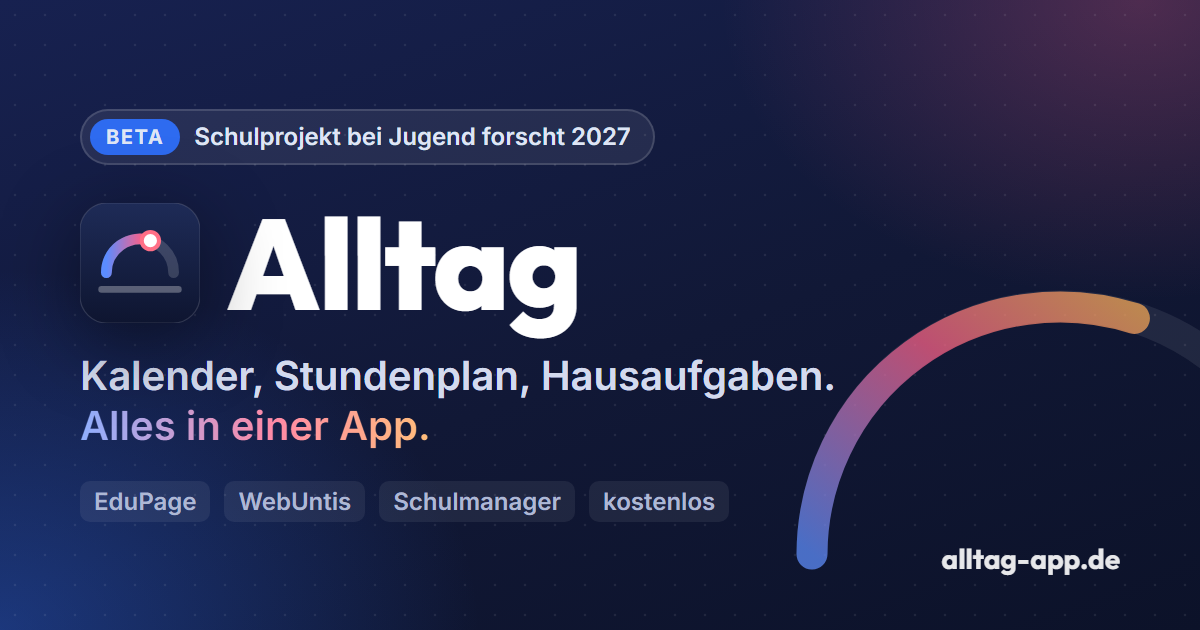 BETA Schulprojekt bei Jugend forscht 2027
Alltag
Kalender, Stundenplan, Hausaufgaben.
Alles in einer App.
EduPage WebUntis Schulmanager kostenlos
alltag-app.de